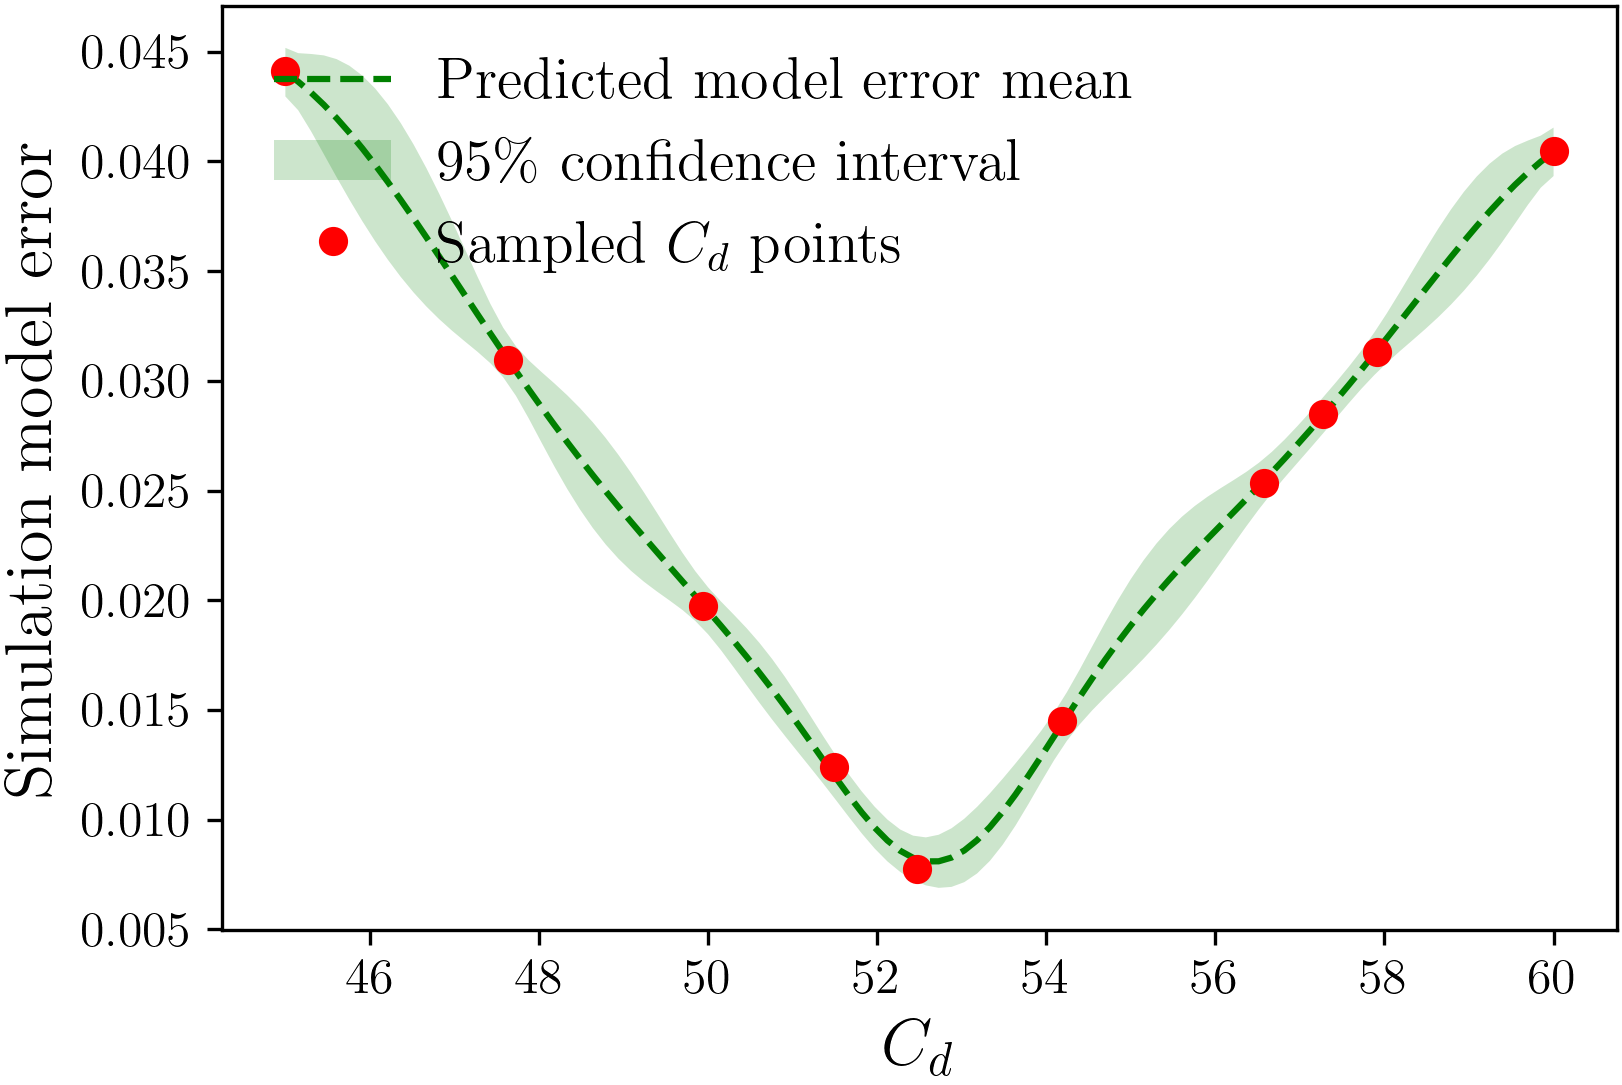 Simulation model error
0.045
0.040
0.035
0.030
0.025
0.020
0.015
0.010
0.005
Predicted model error mean
95% confidence interval
Sampled C_d points
46 48 50 52 54 56 58 60
C_d